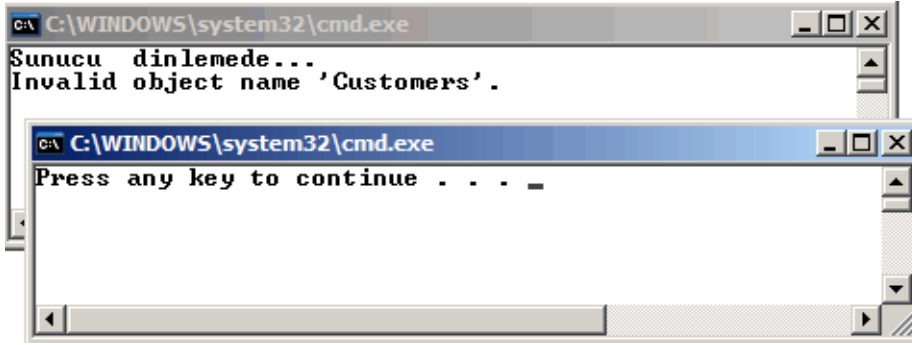 C:\WINDOWS\system32\cmd.exe
Sunucu  dinlemede...
Invalid object name 'Customers'.
C:\WINDOWS\system32\cmd.exe
Press any key to continue . . . _